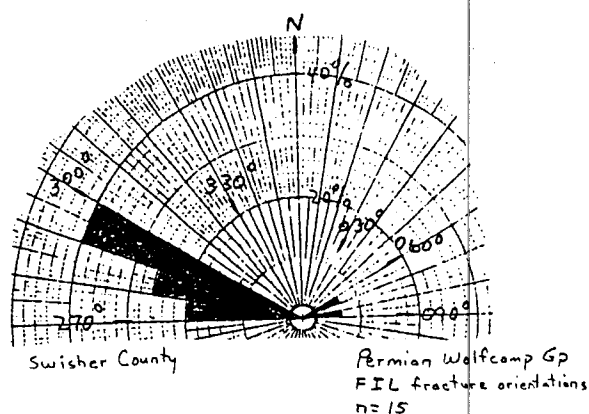 N
40%
300°
330°
20%
030°
060°
270°
090°
Swisher County
Permian Wolfcamp Gp
FIL fracture orientations
n=15